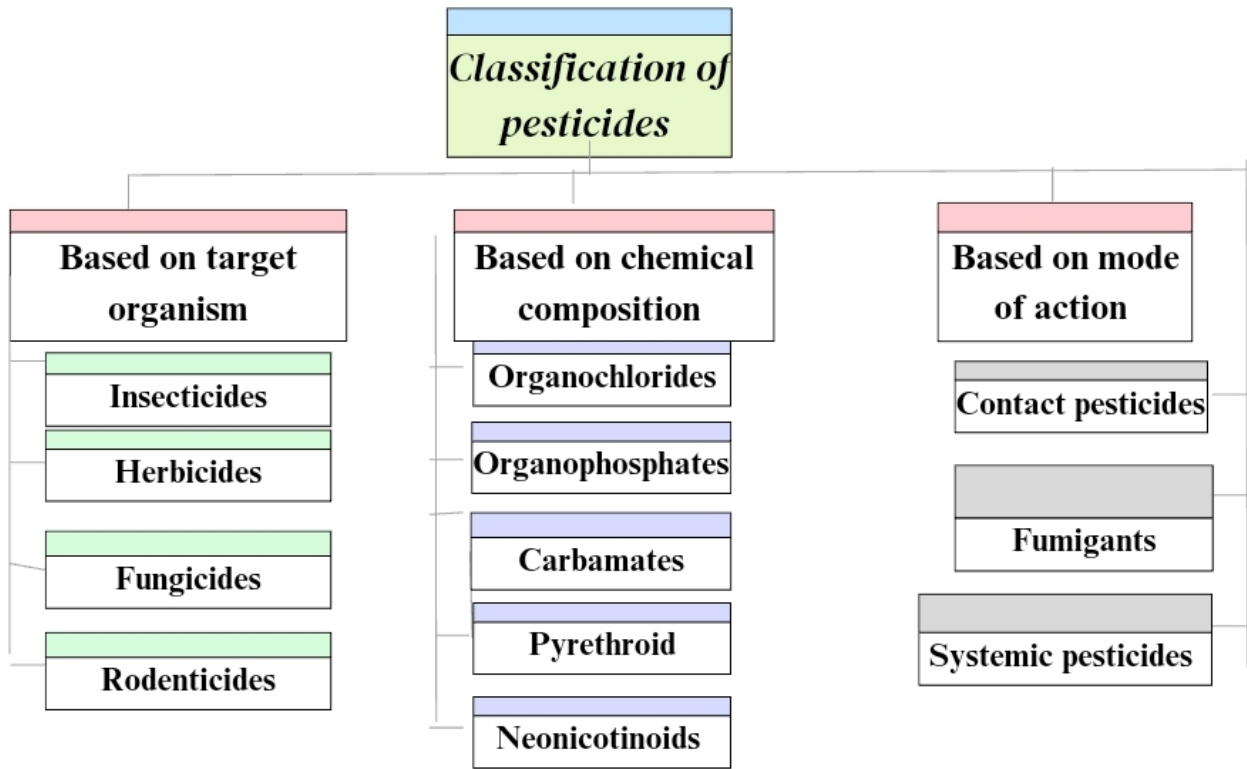 Classification of
pesticides
Based on target
organism
Insecticides
Herbicides
Fungicides
Rodenticides
Based on chemical
composition
Organochlorides
Organophosphates
Carbamates
Pyrethroid
Neonicotinoids
Based on mode
of action
Contact pesticides
Fumigants
Systemic pesticides